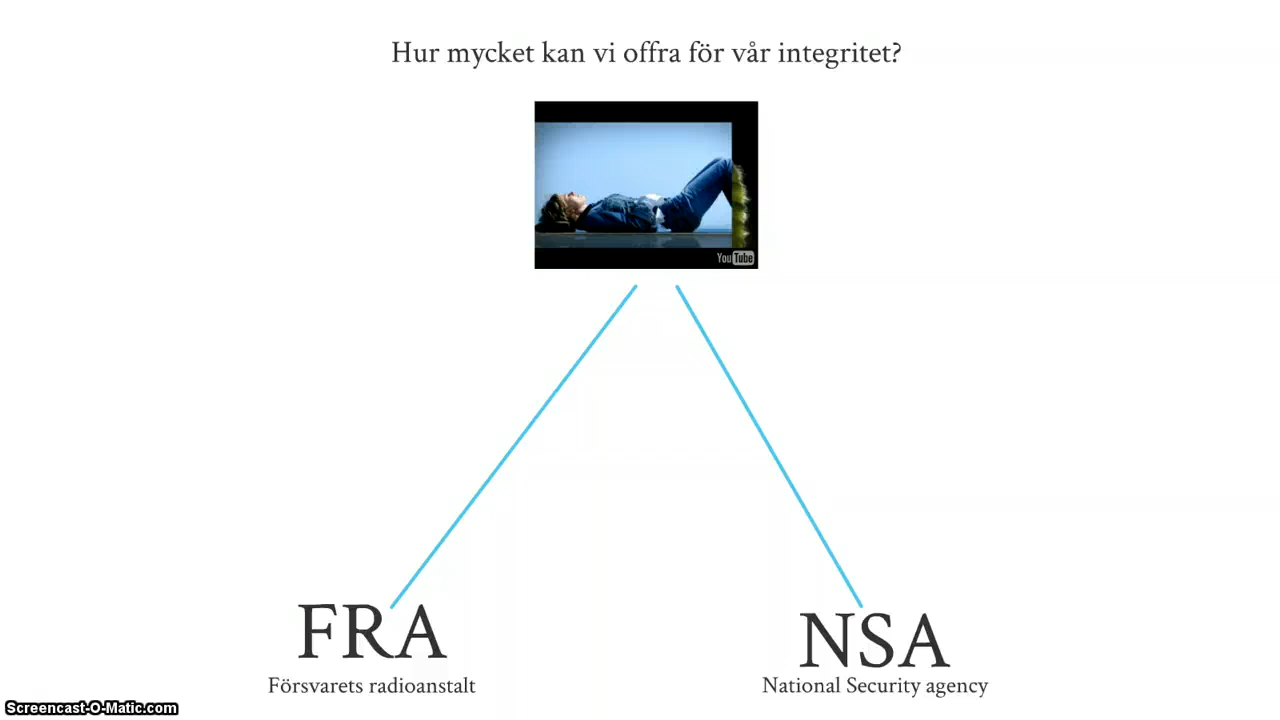 Hur mycket kan vi offra för vår integritet?
YouTube
FRA
Försvarets radioanstalt
NSA
National Security agency
Screencast-O-Matic.com